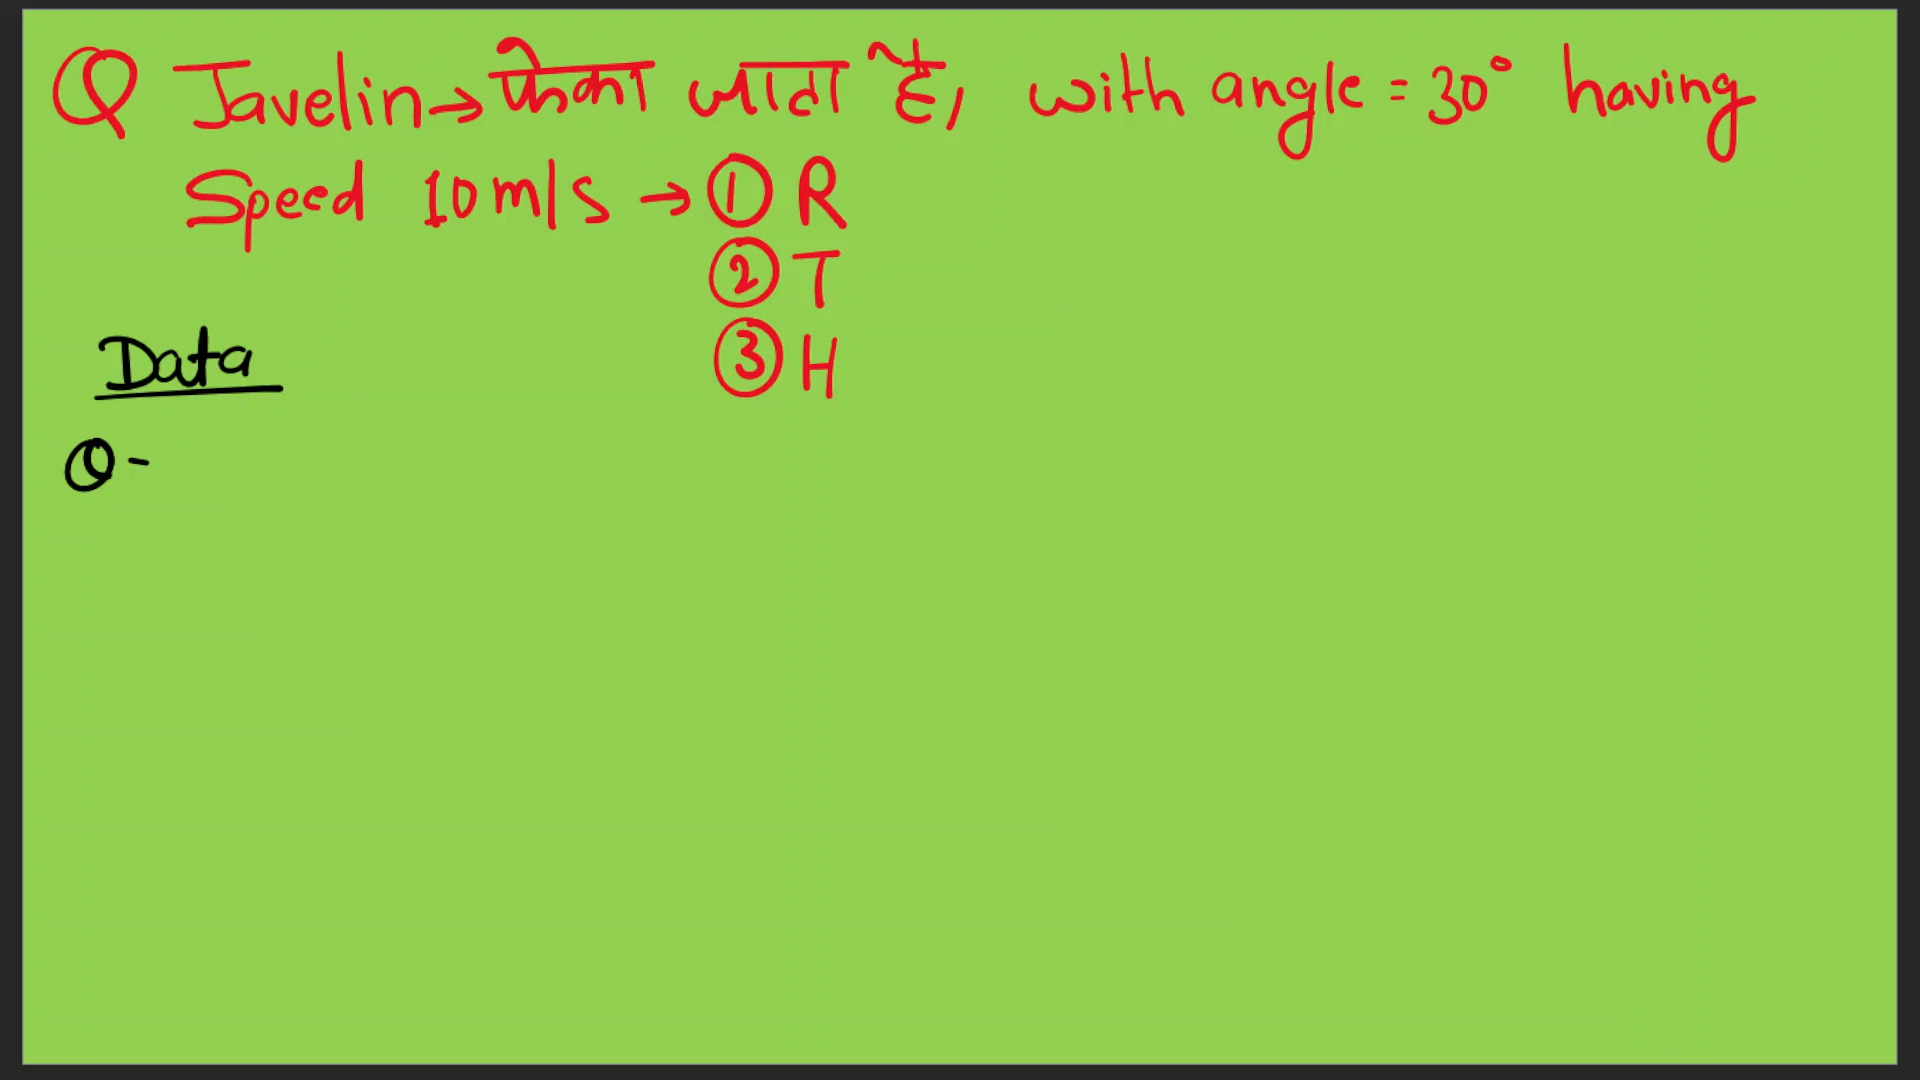 Q Javelin → फेका जाता है, with angle = 30° having
Speed 10 m/s → ① R
② T
③ H
Data
θ -